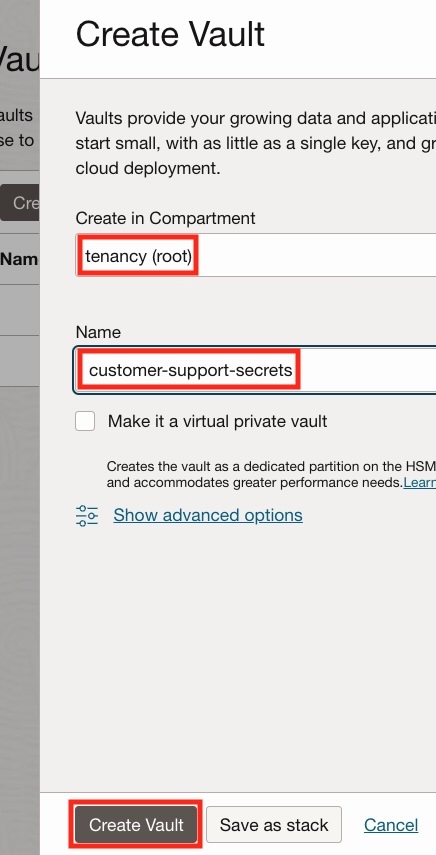 Create Vault
Vaults provide your growing data and applicati
start small, with as little as a single key, and gr
cloud deployment.
Create in Compartment
tenancy (root)
Name
customer-support-secrets
Make it a virtual private vault
Creates the vault as a dedicated partition on the HSM
and accommodates greater performance needs.Learn
Show advanced options
Create Vault
Save as stack
Cancel
Vau
aults
se to
Cre
Nam